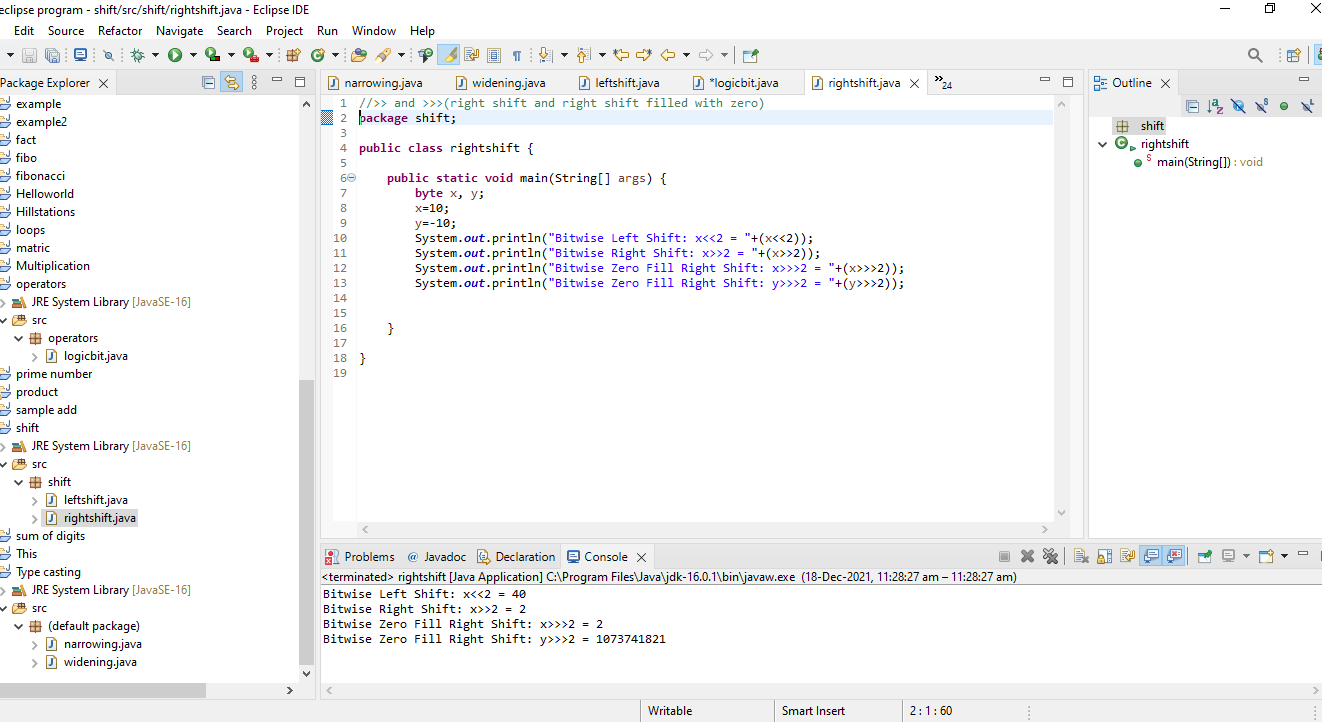 eclipse program - shift/src/shift/rightshift.java - Eclipse IDE
Edit Source Refactor Navigate Search Project Run Window Help
Package Explorer
example
example2
fact
fibo
fibonacci
Helloworld
Hillstations
loops
matric
Multiplication
operators
JRE System Library [JavaSE-16]
src
operators
logicbit.java
prime number
product
sample add
shift
JRE System Library [JavaSE-16]
src
shift
leftshift.java
rightshift.java
sum of digits
This
Type casting
JRE System Library [JavaSE-16]
src
(default package)
narrowing.java
widening.java
narrowing.java widening.java leftshift.java *logicbit.java rightshift.java »24
1 //>> and >>>(right shift and right shift filled with zero)
2 package shift;
3
4 public class rightshift {
5
6 public static void main(String[] args) {
7 byte x, y;
8 x=10;
9 y=-10;
10 System.out.println("Bitwise Left Shift: x<<2 = "+(x<<2));
11 System.out.println("Bitwise Right Shift: x>>2 = "+(x>>2));
12 System.out.println("Bitwise Zero Fill Right Shift: x>>>2 = "+(x>>>2));
13 System.out.println("Bitwise Zero Fill Right Shift: y>>>2 = "+(y>>>2));
14
15
16 }
17
18 }
19
Outline
shift
rightshift
main(String[]) : void
Problems @ Javadoc Declaration Console
<terminated> rightshift [Java Application] C:\Program Files\Java\jdk-16.0.1\bin\javaw.exe (18-Dec-2021, 11:28:27 am – 11:28:27 am)
Bitwise Left Shift: x<<2 = 40
Bitwise Right Shift: x>>2 = 2
Bitwise Zero Fill Right Shift: x>>>2 = 2
Bitwise Zero Fill Right Shift: y>>>2 = 1073741821
Writable Smart Insert 2 : 1 : 60